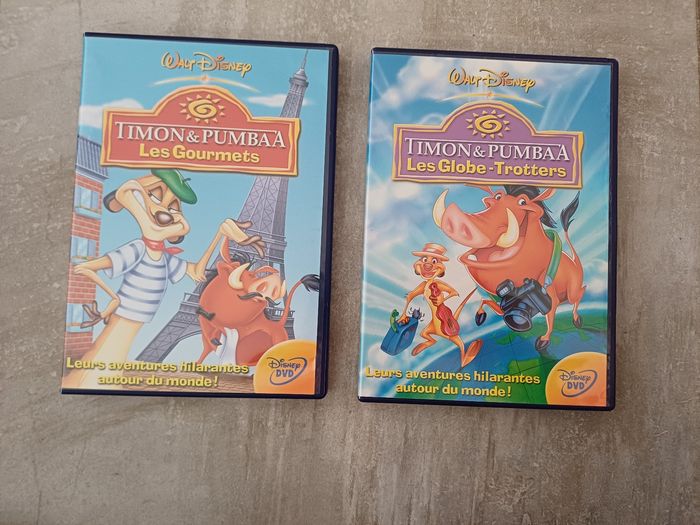 WALT DISNEY
TIMON & PUMBAA
Les Gourmets
Leurs aventures hilarantes
autour du monde !
DISNEY
DVD
WALT DISNEY
TIMON & PUMBAA
Les Globe-Trotters
Leurs aventures hilarantes
autour du monde !
DISNEY
DVD